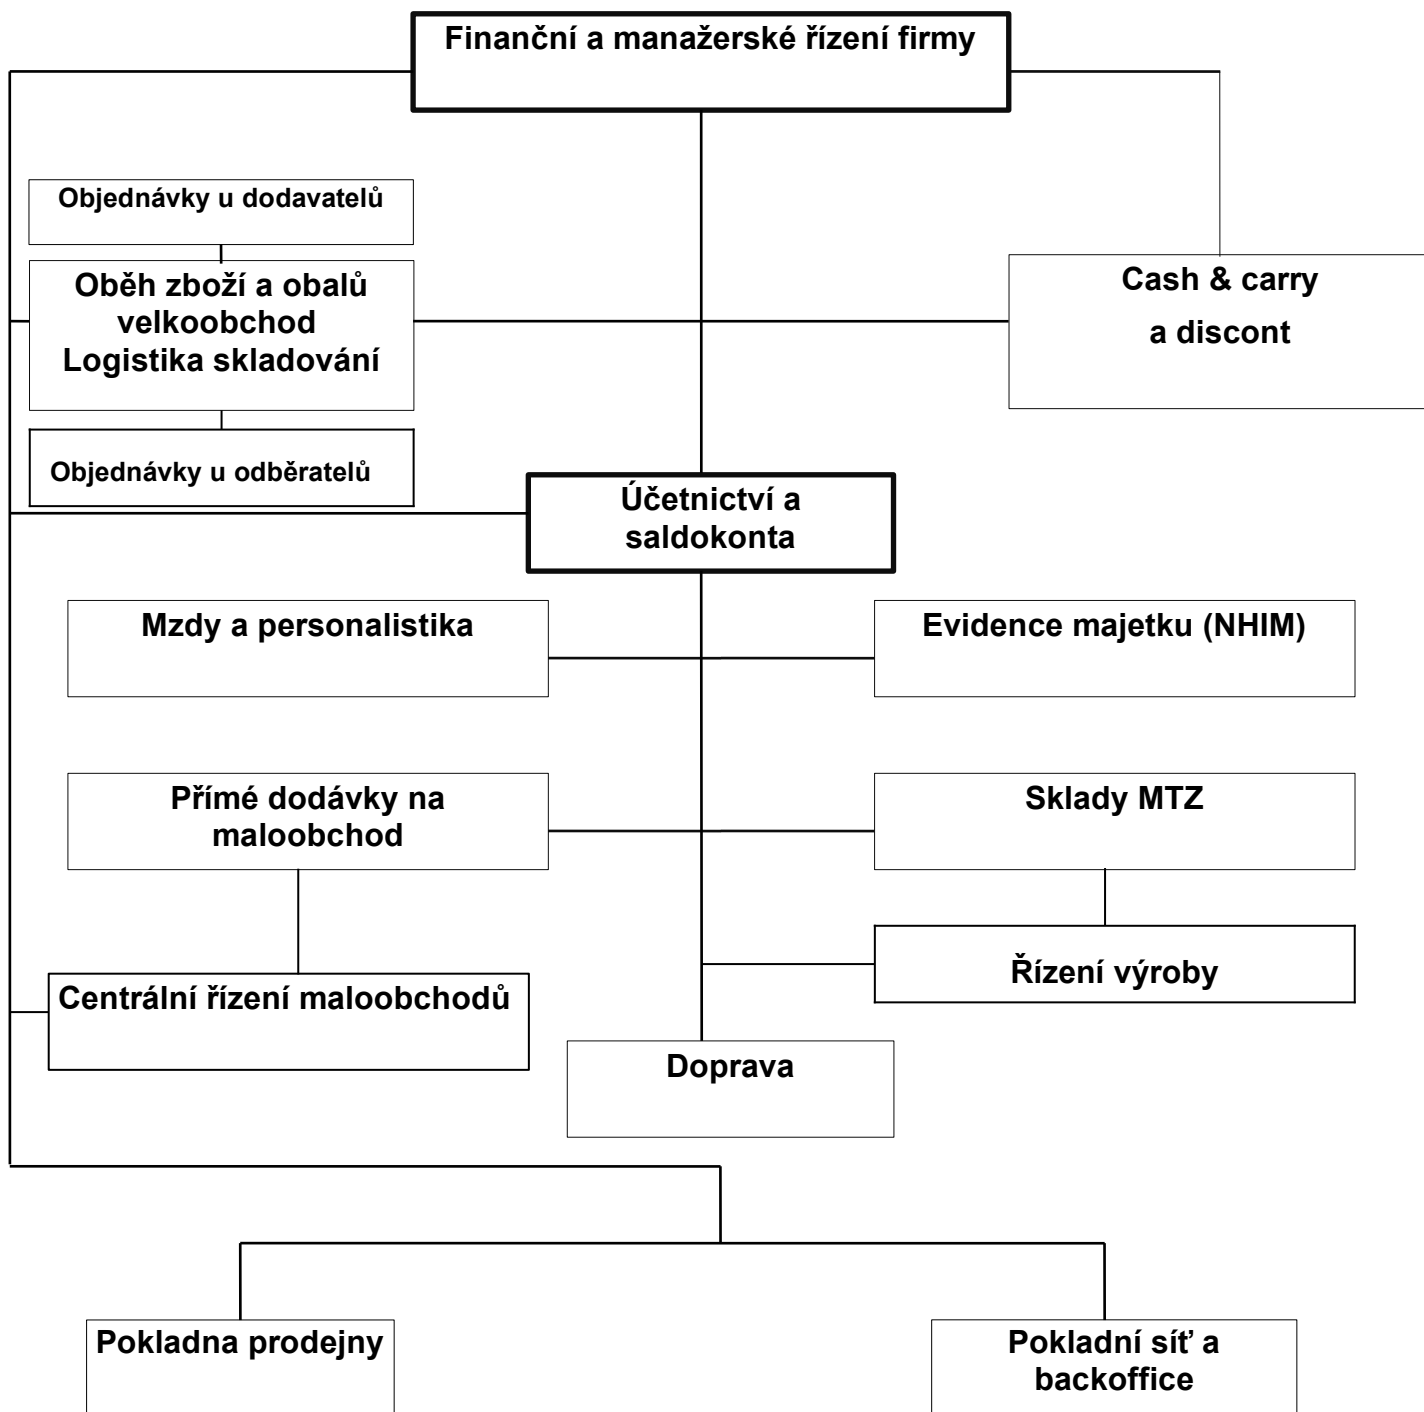 Finanční a manažerské řízení firmy
Objednávky u dodavatelů
Oběh zboží a obalů
velkoobchod
Logistika skladování
Cash & carry
a discont
Objednávky u odběratelů
Účetnictví a
saldokonta
Mzdy a personalistika
Evidence majetku (NHIM)
Přímé dodávky na
maloobchod
Sklady MTZ
Řízení výroby
Centrální řízení maloobchodů
Doprava
Pokladna prodejny
Pokladní síť a
backoffice